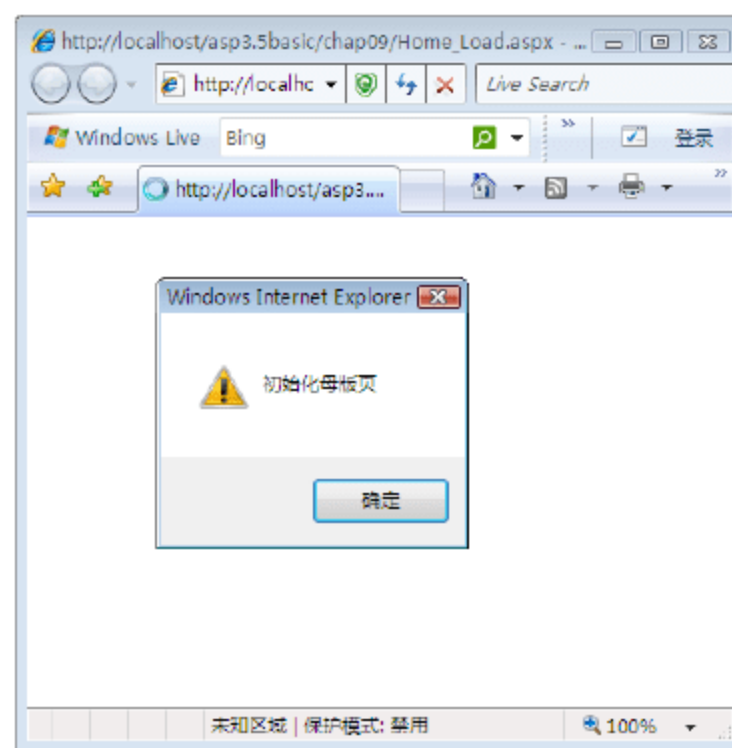 http://localhost/asp3.5basic/chap09/Home_Load.aspx - ...
http://localhc Live Search
Windows Live Bing » 登录
http://localhost/asp3.... »
Windows Internet Explorer
初始化母版页
确定
未知区域 | 保护模式: 禁用 100%